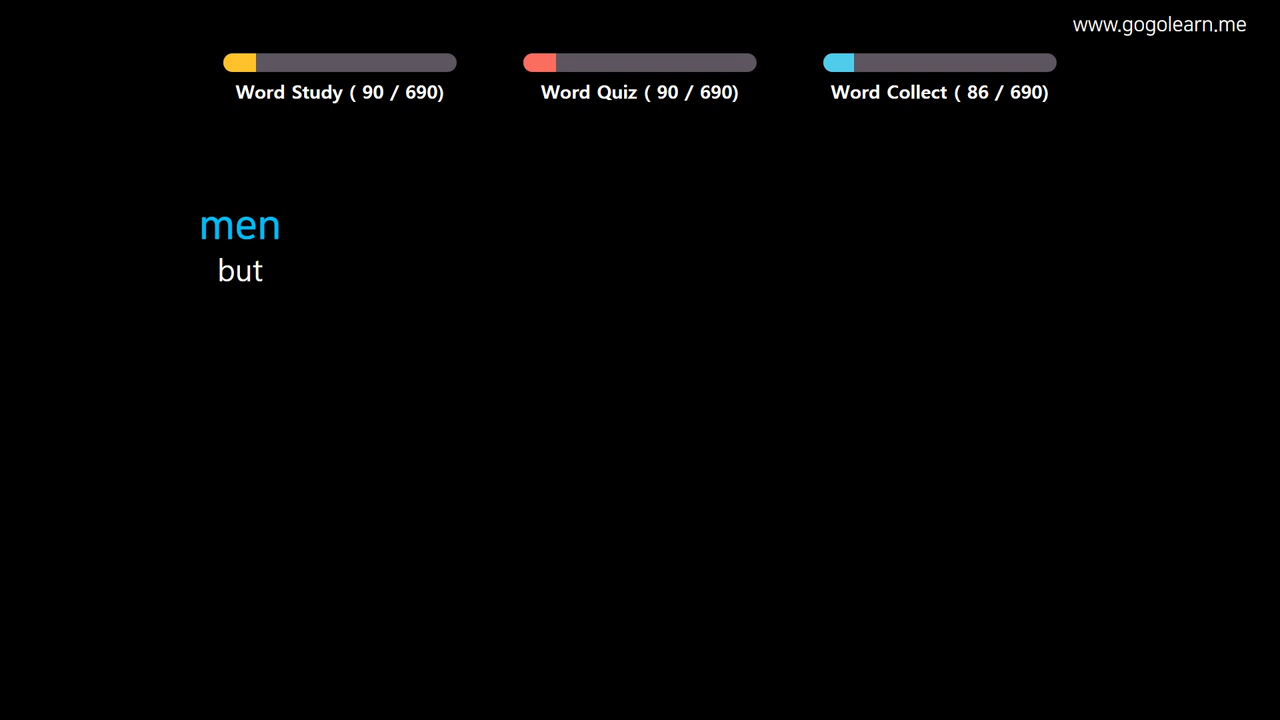 www.gogolearn.me
Word Study ( 90 / 690)
Word Quiz ( 90 / 690)
Word Collect ( 86 / 690)
men
but